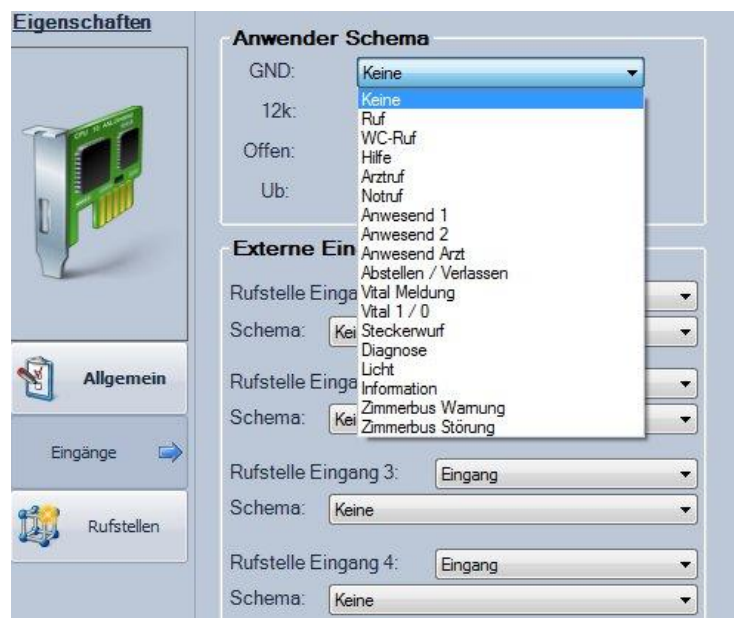 Eigenschaften
Anwender Schema
GND: Keine
Keine
Ruf
12k:
WC-Ruf
Hilfe
Offen:
Arztruf
Notruf
Ub:
Anwesend 1
Anwesend 2
Anwesend Arzt
Externe Ein
Abstellen / Verlassen
Rufstelle Einga
Vital Meldung
Vital 1 / 0
Schema: Kei
Steckerwurf
Diagnose
Allgemein
Licht
Rufstelle Einga
Information
Zimmerbus Warnung
Schema: Kei
Zimmerbus Störung
Eingänge
Rufstelle Eingang 3: Eingang
Schema: Keine
Rufstellen
Rufstelle Eingang 4: Eingang
Schema: Keine